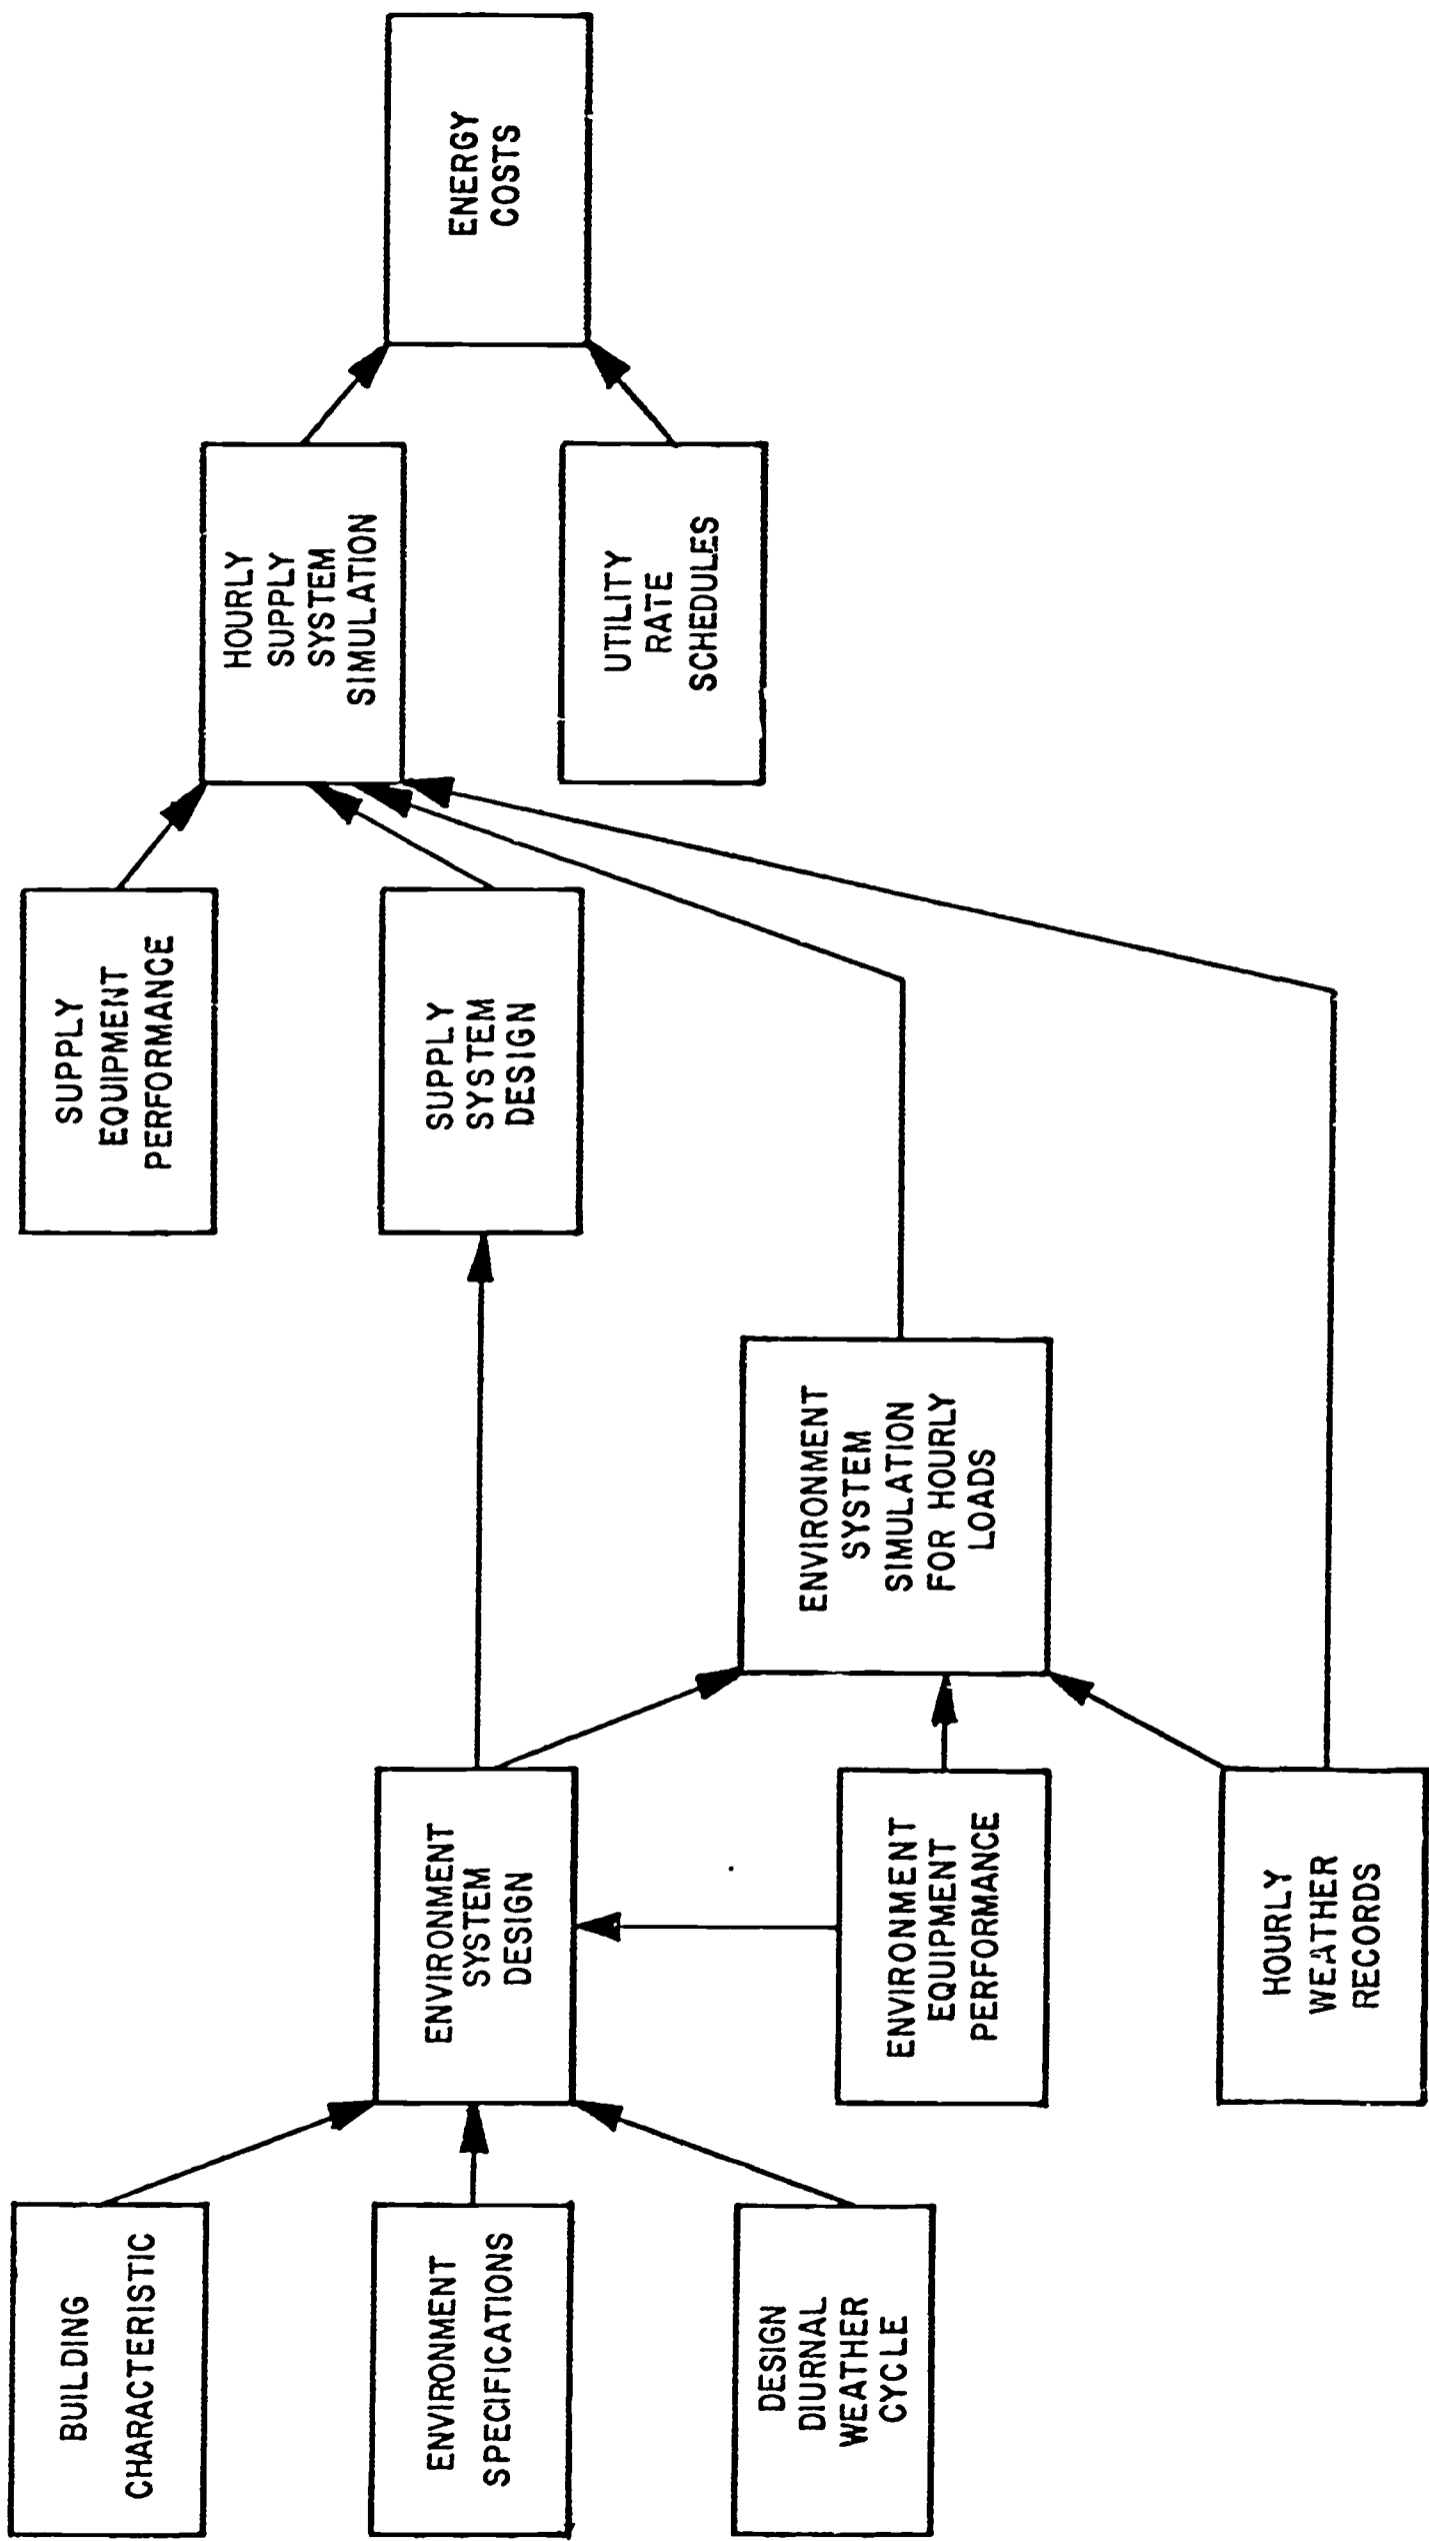 BUILDING
CHARACTERISTIC
ENVIRONMENT
SPECIFICATIONS
DESIGN
DIURNAL
WEATHER
CYCLE
ENVIRONMENT
SYSTEM
DESIGN
ENVIRONMENT
EQUIPMENT
PERFORMANCE
HOURLY
WEATHER
RECORDS
ENVIRONMENT
SYSTEM
SIMULATION
FOR HOURLY
LOADS
SUPPLY
EQUIPMENT
PERFORMANCE
SUPPLY
SYSTEM
DESIGN
HOURLY
SUPPLY
SYSTEM
SIMULATION
UTILITY
RATE
SCHEDULES
ENERGY
COSTS